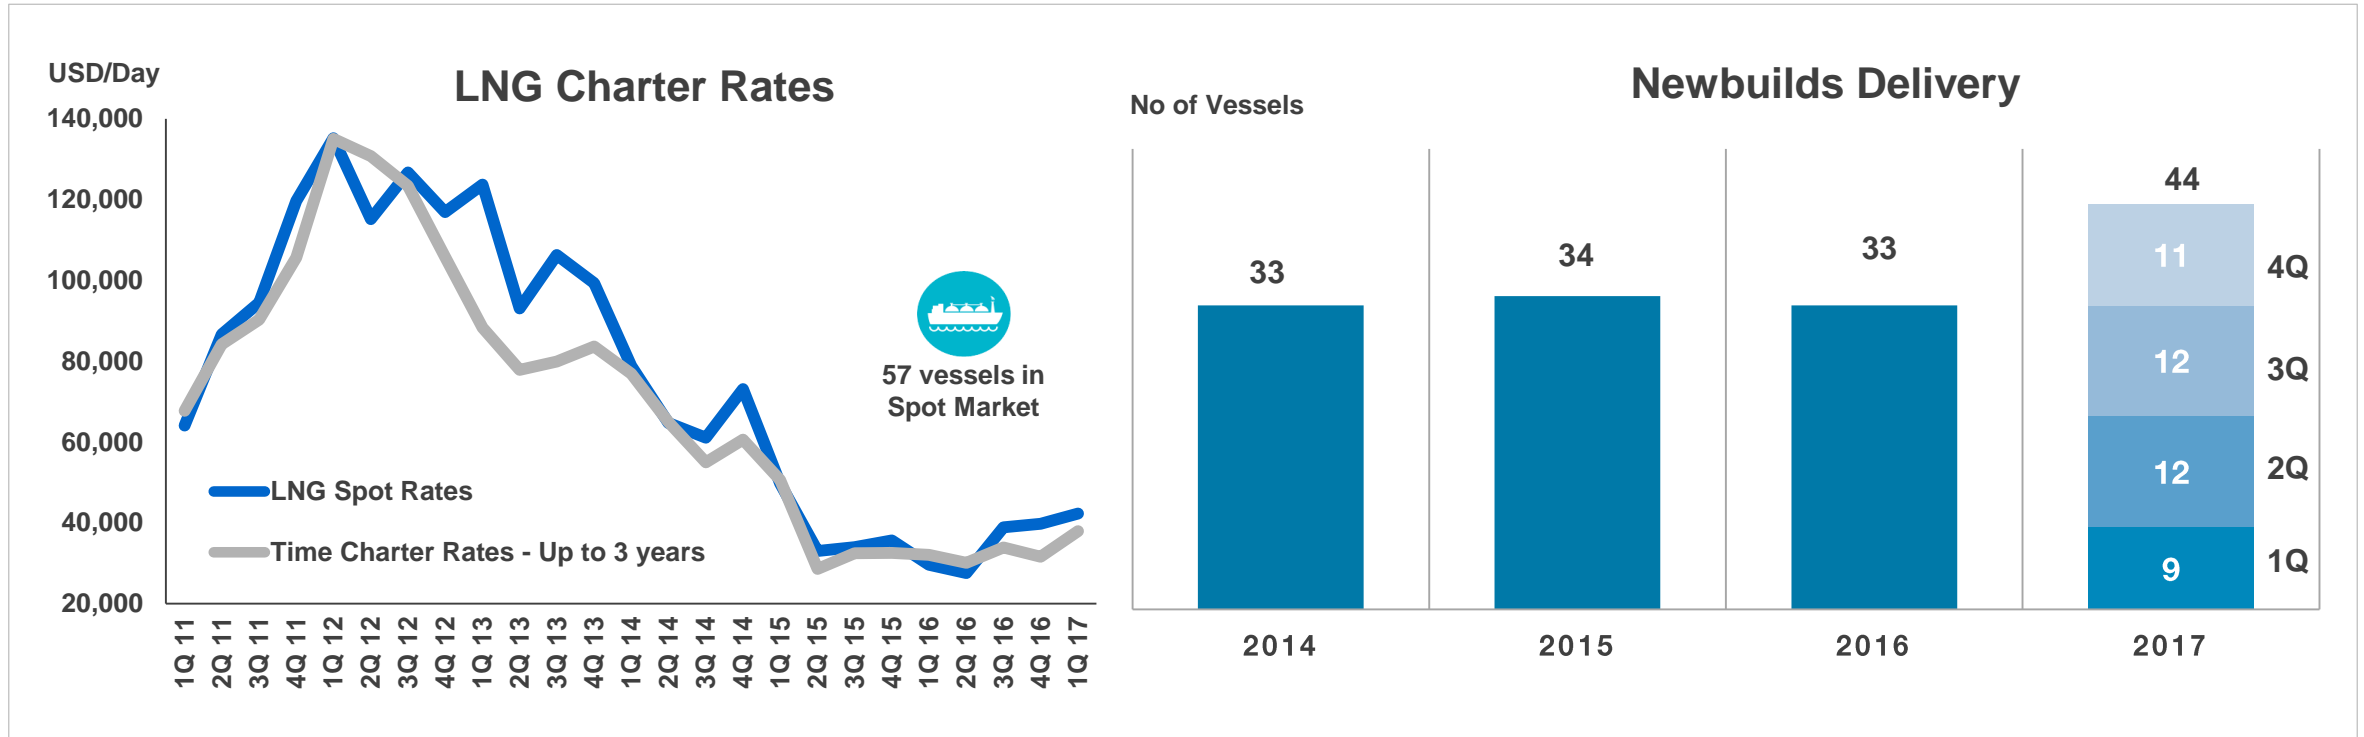 LNG Charter Rates
USD/Day
140,000
120,000
100,000
80,000
60,000
40,000
20,000
LNG Spot Rates
Time Charter Rates - Up to 3 years
57 vessels in
Spot Market
1Q 11
2Q 11
3Q 11
4Q 11
1Q 12
2Q 12
3Q 12
4Q 12
1Q 13
2Q 13
3Q 13
4Q 13
1Q 14
2Q 14
3Q 14
4Q 14
1Q 15
2Q 15
3Q 15
4Q 15
1Q 16
2Q 16
3Q 16
4Q 16
1Q 17
Newbuilds Delivery
No of Vessels
33
34
33
44
11
4Q
12
3Q
12
2Q
9
1Q
2014
2015
2016
2017